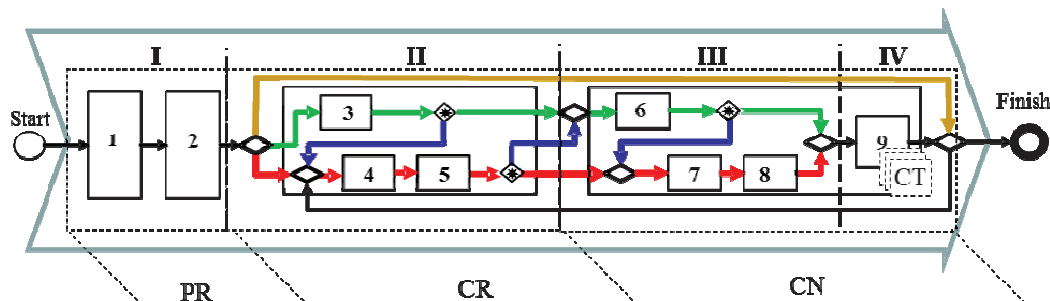 I II III IV
Start
Finish
1 2 3 4 5 6 7 8 9
CT
PR CR CN